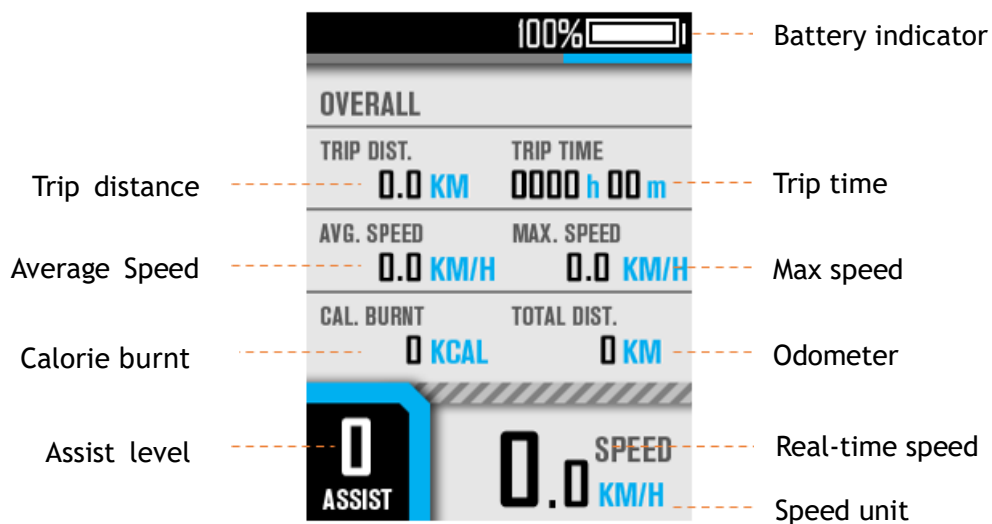 100%
Battery indicator
OVERALL
TRIP DIST. TRIP TIME
Trip distance 0.0 KM 0000 h 00 m Trip time
AVG. SPEED MAX. SPEED
Average Speed 0.0 KM/H 0.0 KM/H Max speed
CAL. BURNT TOTAL DIST.
Calorie burnt 0 KCAL 0 KM Odometer
Assist level 0 ASSIST
0.0 SPEED KM/H
Real-time speed
Speed unit